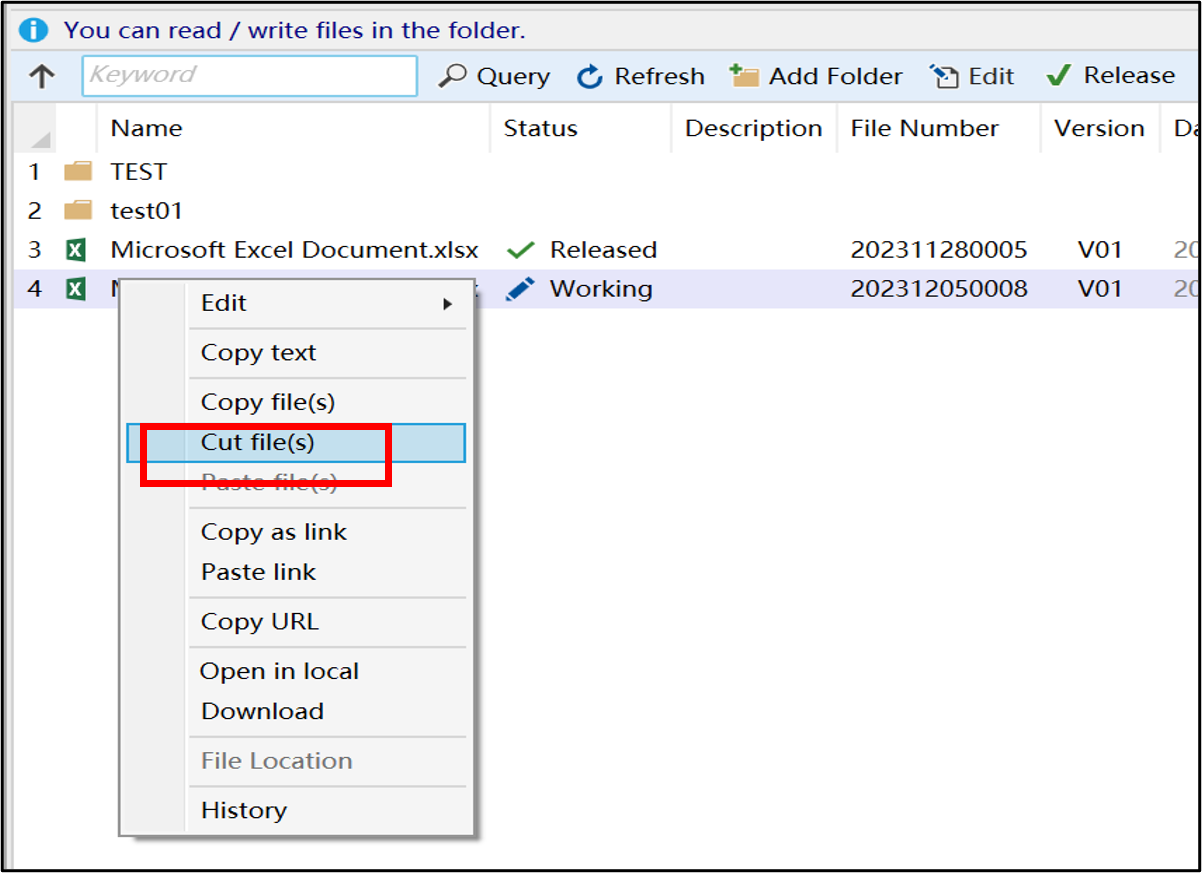 You can read / write files in the folder.
Keyword Query Refresh Add Folder Edit Release
Name Status Description File Number Version
1 TEST
2 test01
3 Microsoft Excel Document.xlsx Released 202311280005 V01 20
4 Working 202312050008 V01 20
Edit
Copy text
Copy file(s)
Cut file(s)
Paste file(s)
Copy as link
Paste link
Copy URL
Open in local
Download
File Location
History